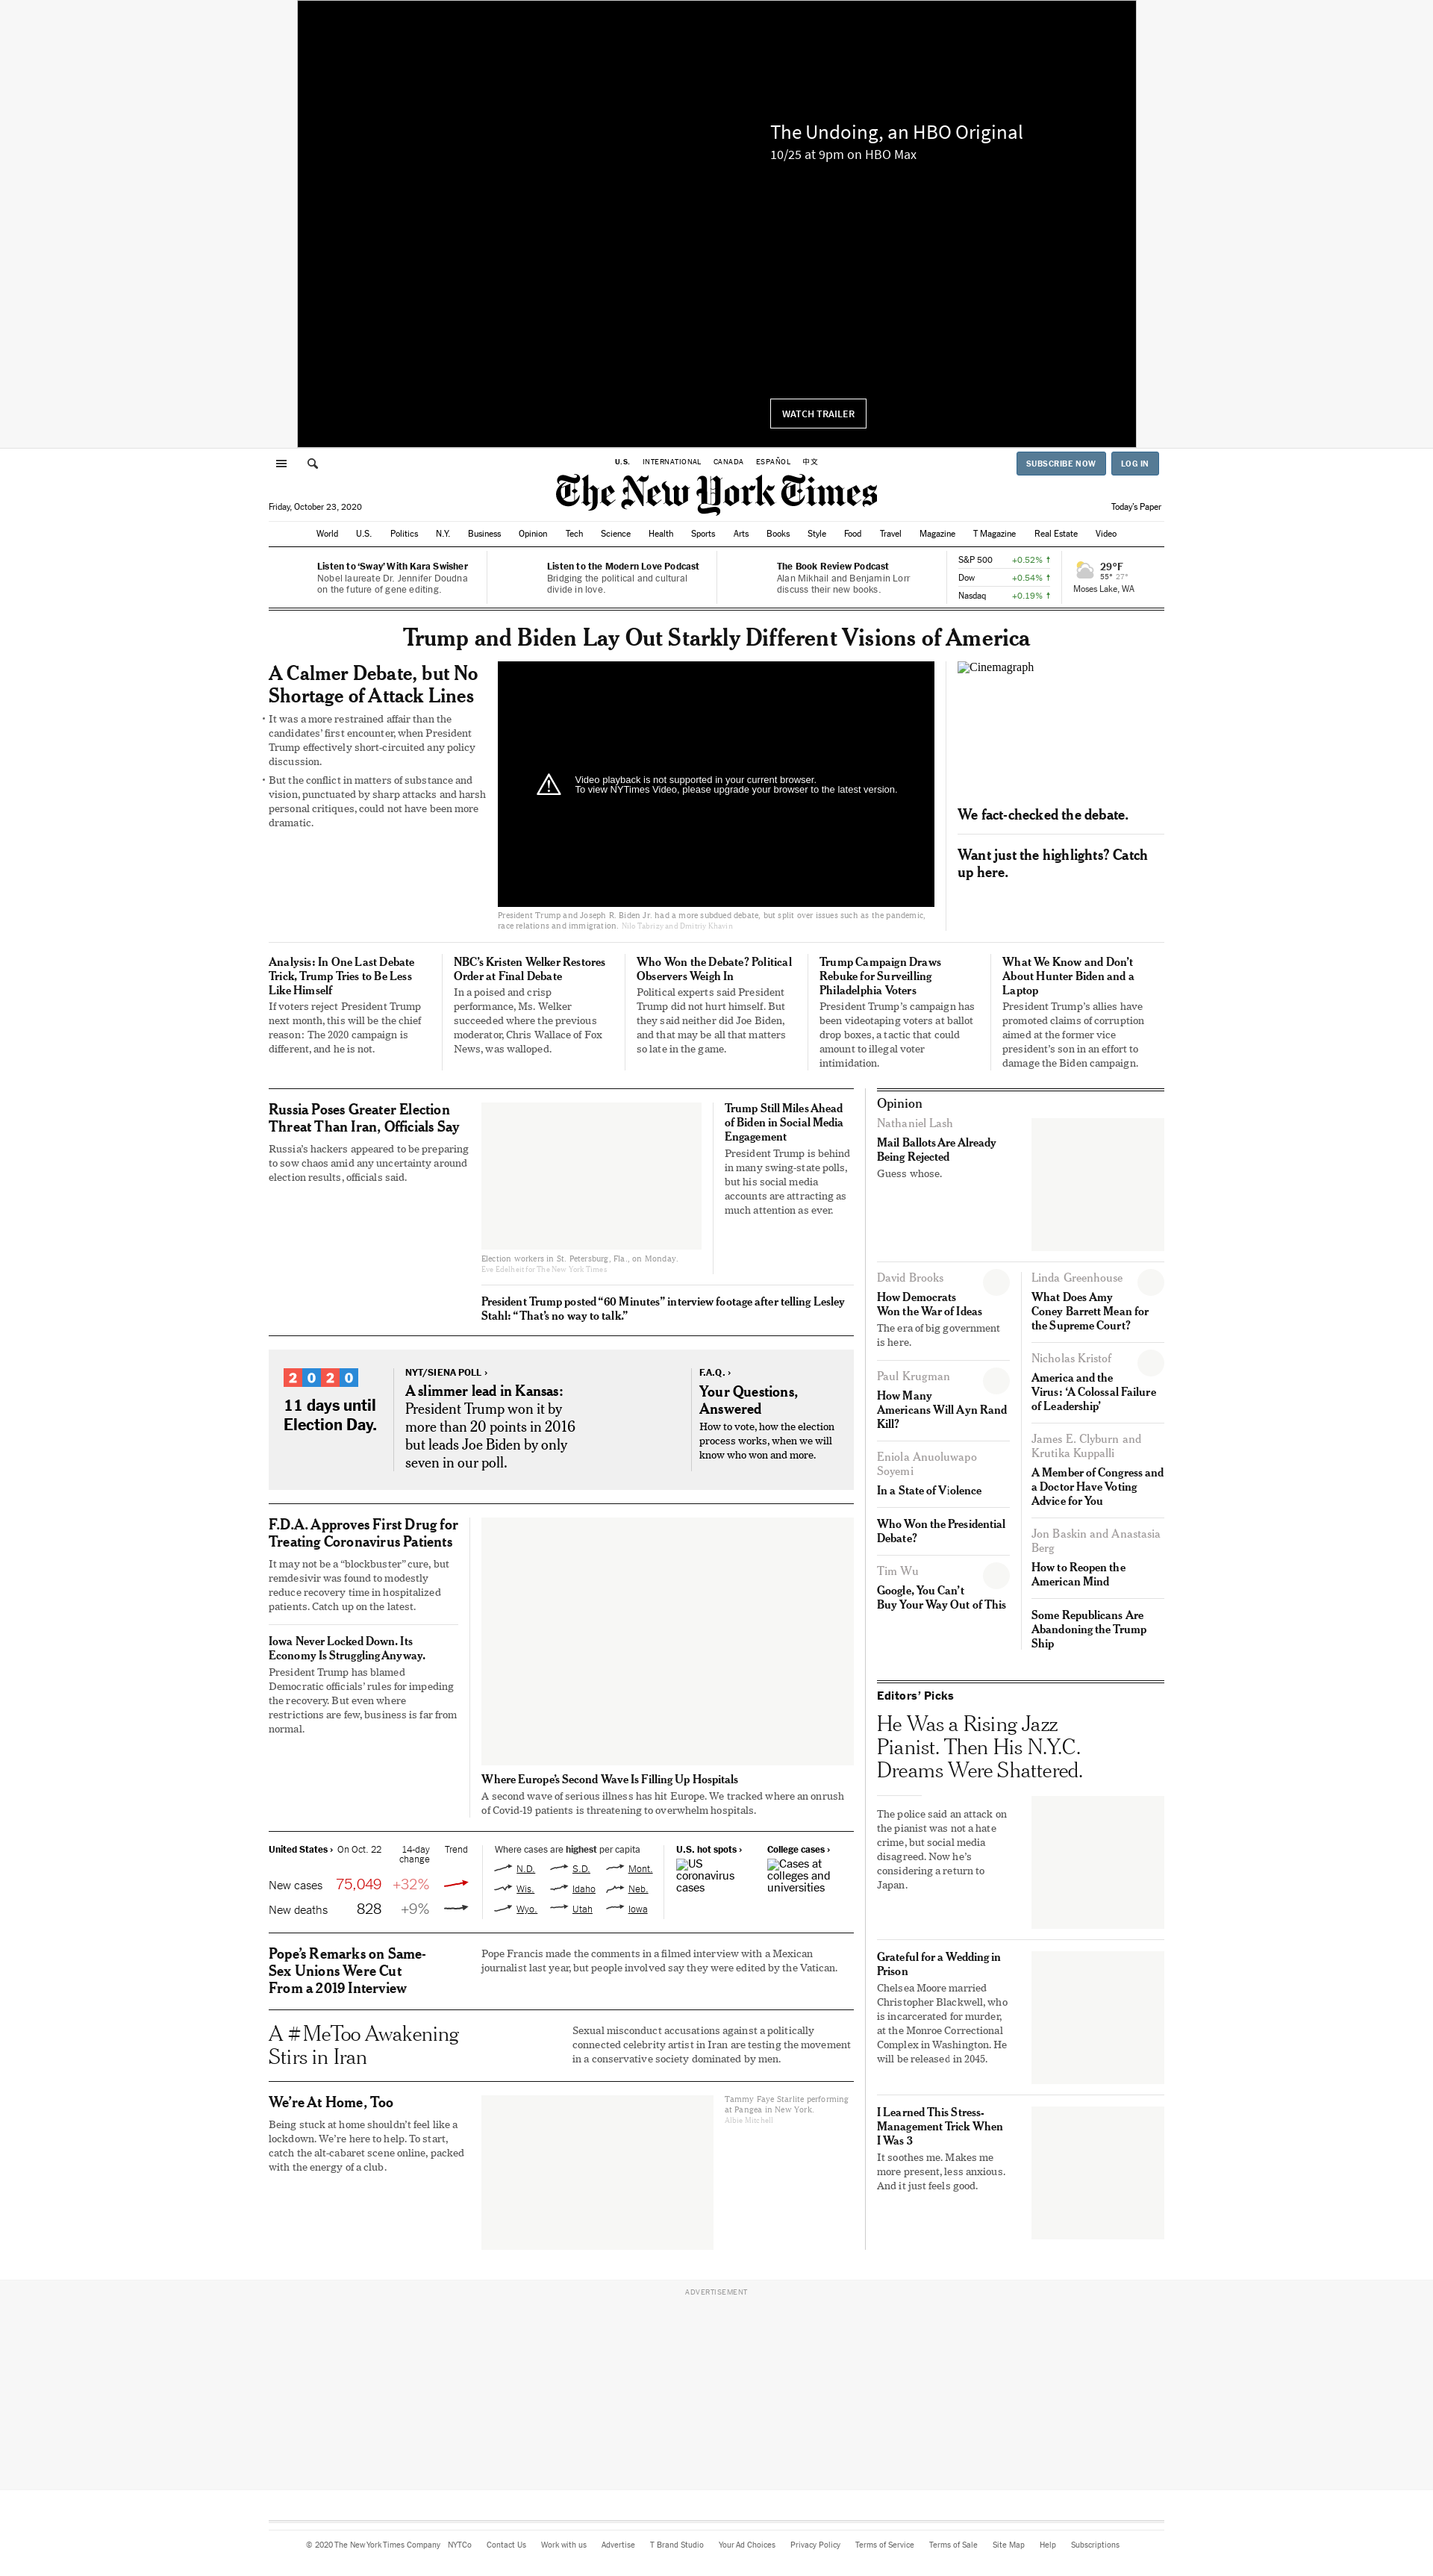 The Undoing, an HBO Original
10/25 at 9pm on HBO Max
WATCH TRAILER
U.S.
INTERNATIONAL
CANADA
ESPAÑOL
中文
SUBSCRIBE NOW
LOG IN
The New York Times
Friday, October 23, 2020
Today's Paper
World
U.S.
Politics
N.Y.
Business
Opinion
Tech
Science
Health
Sports
Arts
Books
Style
Food
Travel
Magazine
T Magazine
Real Estate
Video
Listen to 'Sway' With Kara Swisher
Nobel laureate Dr. Jennifer Doudna
on the future of gene editing.
Listen to the Modern Love Podcast
Bridging the political and cultural
divide in love.
The Book Review Podcast
Alan Mikhail and Benjamin Lorr
discuss their new books.
S&P 500 +0.52% ↑
Dow +0.54% ↑
Nasdaq +0.19% ↑
29°F
55° 27°
Moses Lake, WA
Trump and Biden Lay Out Starkly Different Visions of America
A Calmer Debate, but No
Shortage of Attack Lines
• It was a more restrained affair than the
candidates' first encounter, when President
Trump effectively short-circuited any policy
discussion.
• But the conflict in matters of substance and
vision, punctuated by sharp attacks and harsh
personal critiques, could not have been more
dramatic.
Video playback is not supported in your current browser.
To view NYTimes Video, please upgrade your browser to the latest version.
President Trump and Joseph R. Biden Jr. had a more subdued debate, but split over issues such as the pandemic,
race relations and immigration. Nilo Tabrizy and Dmitriy Khavin
Cinemagraph
We fact-checked the debate.
Want just the highlights? Catch
up here.
Analysis: In One Last Debate
Trick, Trump Tries to Be Less
Like Himself
If voters reject President Trump
next month, this will be the chief
reason: The 2020 campaign is
different, and he is not.
NBC's Kristen Welker Restores
Order at Final Debate
In a poised and crisp
performance, Ms. Welker
succeeded where the previous
moderator, Chris Wallace of Fox
News, was walloped.
Who Won the Debate? Political
Observers Weigh In
Political experts said President
Trump did not hurt himself. But
they said neither did Joe Biden,
and that may be all that matters
so late in the game.
Trump Campaign Draws
Rebuke for Surveilling
Philadelphia Voters
President Trump's campaign has
been videotaping voters at ballot
drop boxes, a tactic that could
amount to illegal voter
intimidation.
What We Know and Don't
About Hunter Biden and a
Laptop
President Trump's allies have
promoted claims of corruption
aimed at the former vice
president's son in an effort to
damage the Biden campaign.
Russia Poses Greater Election
Threat Than Iran, Officials Say
Russia's hackers appeared to be preparing
to sow chaos amid any uncertainty around
election results, officials said.
Election workers in St. Petersburg, Fla., on Monday.
Eve Edelheit for The New York Times
Trump Still Miles Ahead
of Biden in Social Media
Engagement
President Trump is behind
in many swing-state polls,
but his social media
accounts are attracting as
much attention as ever.
President Trump posted "60 Minutes" interview footage after telling Lesley
Stahl: "That's no way to talk."
2020
11 days until
Election Day.
NYT/SIENA POLL ›
A slimmer lead in Kansas:
President Trump won it by
more than 20 points in 2016
but leads Joe Biden by only
seven in our poll.
F.A.Q. ›
Your Questions,
Answered
How to vote, how the election
process works, when we will
know who won and more.
F.D.A. Approves First Drug for
Treating Coronavirus Patients
It may not be a "blockbuster" cure, but
remdesivir was found to modestly
reduce recovery time in hospitalized
patients. Catch up on the latest.
Iowa Never Locked Down. Its
Economy Is Struggling Anyway.
President Trump has blamed
Democratic officials' rules for impeding
the recovery. But even where
restrictions are few, business is far from
normal.
Where Europe's Second Wave Is Filling Up Hospitals
A second wave of serious illness has hit Europe. We tracked where an onrush
of Covid-19 patients is threatening to overwhelm hospitals.
United States › On Oct. 22 14-day Trend
change
New cases 75,049 +32%
New deaths 828 +9%
Where cases are highest per capita
N.D. S.D. Mont.
Wis. Idaho Neb.
Wyo. Utah Iowa
U.S. hot spots ›
US
coronavirus
cases
College cases ›
Cases at
colleges and
universities
Pope's Remarks on Same-
Sex Unions Were Cut
From a 2019 Interview
Pope Francis made the comments in a filmed interview with a Mexican
journalist last year, but people involved say they were edited by the Vatican.
A #MeToo Awakening
Stirs in Iran
Sexual misconduct accusations against a politically
connected celebrity artist in Iran are testing the movement
in a conservative society dominated by men.
We're At Home, Too
Being stuck at home shouldn't feel like a
lockdown. We're here to help. To start,
catch the alt-cabaret scene online, packed
with the energy of a club.
Tammy Faye Starlite performing
at Pangea in New York.
Albie Mitchell
Opinion
Nathaniel Lash
Mail Ballots Are Already
Being Rejected
Guess whose.
David Brooks
How Democrats
Won the War of Ideas
The era of big government
is here.
Paul Krugman
How Many
Americans Will Ayn Rand
Kill?
Eniola Anuoluwapo
Soyemi
In a State of Violence
Who Won the Presidential
Debate?
Tim Wu
Google, You Can't
Buy Your Way Out of This
Linda Greenhouse
What Does Amy
Coney Barrett Mean for
the Supreme Court?
Nicholas Kristof
America and the
Virus: 'A Colossal Failure
of Leadership'
James E. Clyburn and
Krutika Kuppalli
A Member of Congress and
a Doctor Have Voting
Advice for You
Jon Baskin and Anastasia
Berg
How to Reopen the
American Mind
Some Republicans Are
Abandoning the Trump
Ship
Editors' Picks
He Was a Rising Jazz
Pianist. Then His N.Y.C.
Dreams Were Shattered.
The police said an attack on
the pianist was not a hate
crime, but social media
disagreed. Now he's
considering a return to
Japan.
Grateful for a Wedding in
Prison
Chelsea Moore married
Christopher Blackwell, who
is incarcerated for murder,
at the Monroe Correctional
Complex in Washington. He
will be released in 2045.
I Learned This Stress-
Management Trick When
I Was 3
It soothes me. Makes me
more present, less anxious.
And it just feels good.
ADVERTISEMENT
© 2020 The New York Times Company
NYTCo
Contact Us
Work with us
Advertise
T Brand Studio
Your Ad Choices
Privacy Policy
Terms of Service
Terms of Sale
Site Map
Help
Subscriptions